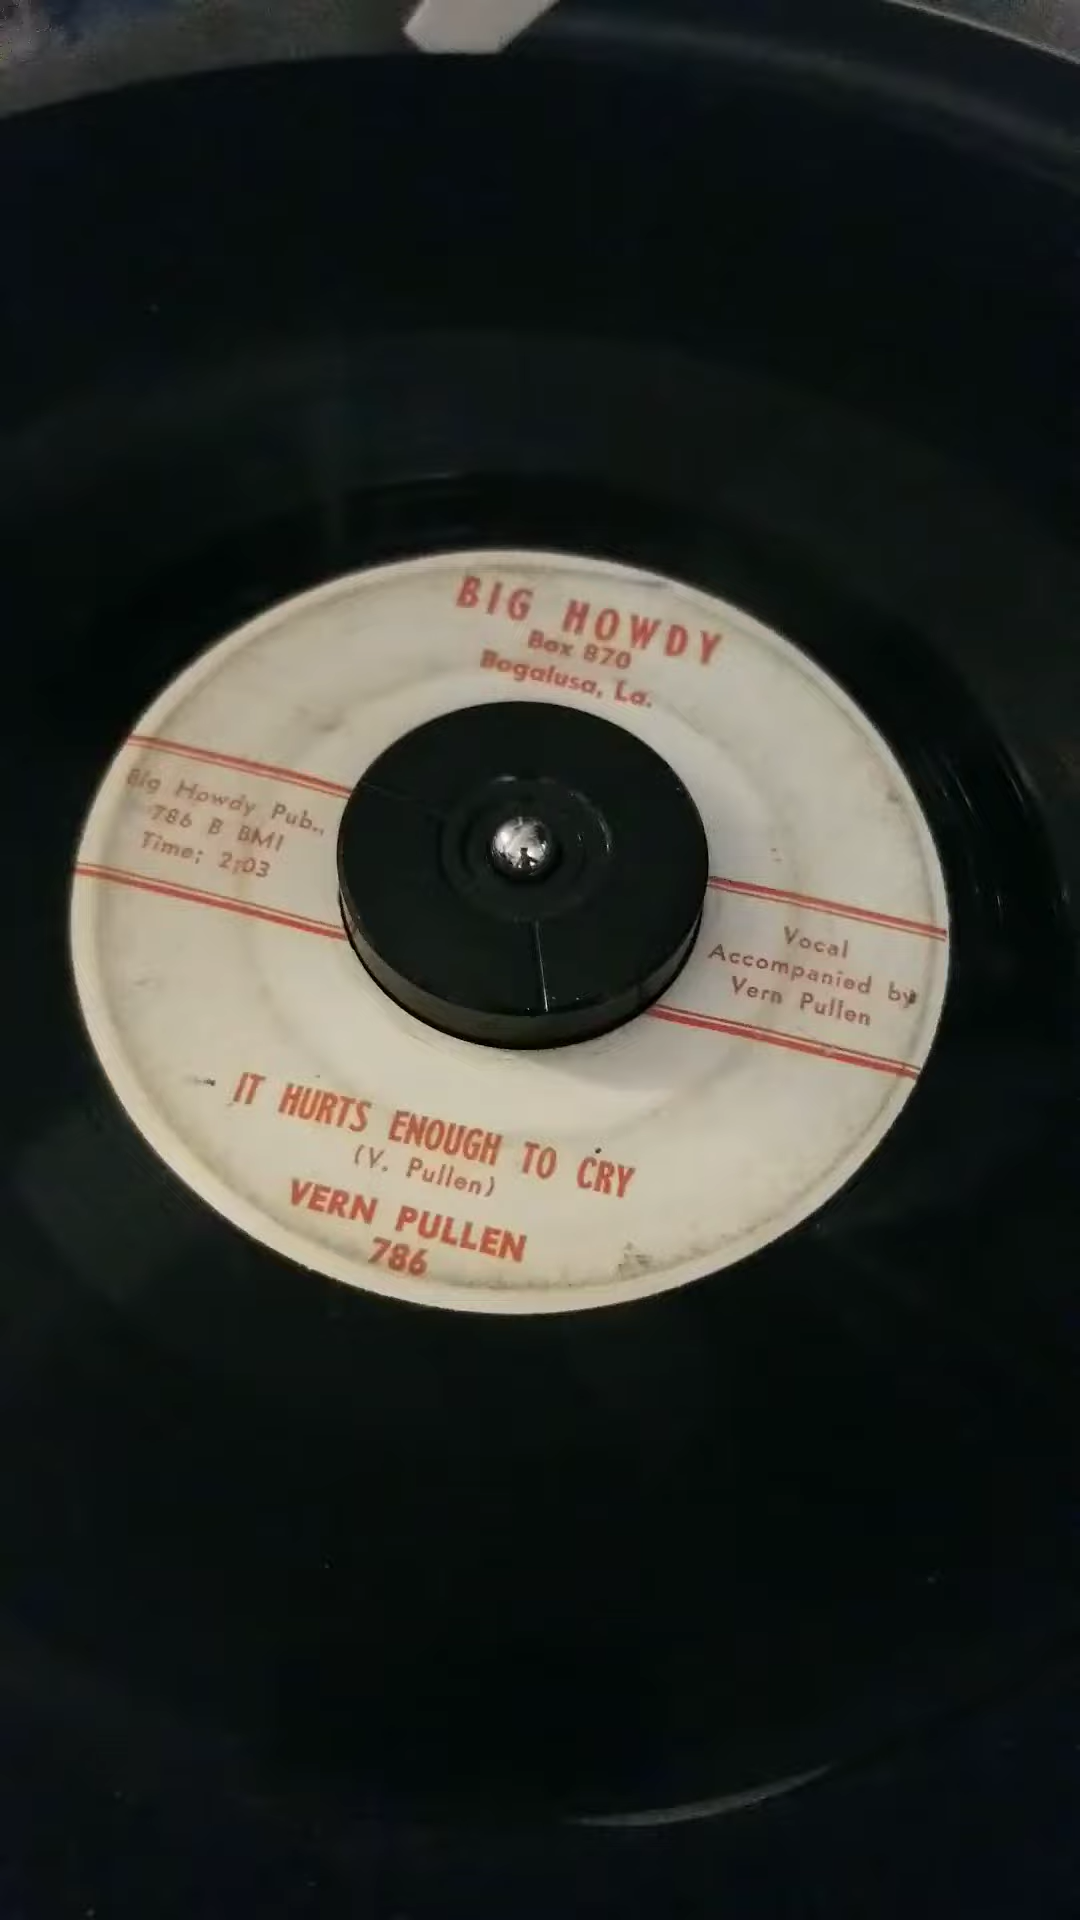 BIG HOWDY
Box 870
Bogalusa, La.
Big Howdy Pub.,
786 B BMI
Time: 2:03
Vocal
Accompanied by
Vern Pullen
IT HURTS ENOUGH TO CRY
(V. Pullen)
VERN PULLEN
786